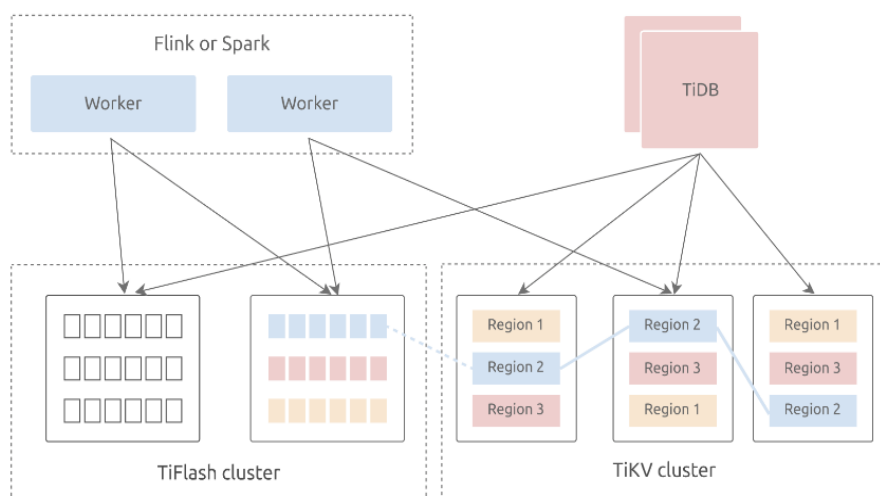 Flink or Spark
Worker
Worker
TiDB
Region 1
Region 2
Region 3
Region 2
Region 3
Region 1
Region 1
Region 3
Region 2
TiFlash cluster
TiKV cluster